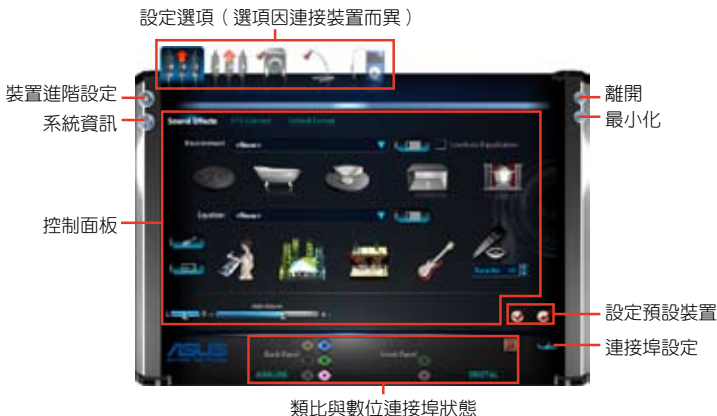 設定選項（選項因連接裝置而異）
裝置進階設定
系統資訊
離開
最小化
Sound Effects
Environment <None>
Equalizer <None>
控制面板
Karaoke
設定預設裝置
連接埠設定
ASUS
Back Panel
Front Panel
ANALOG
DIGITAL
類比與數位連接埠狀態